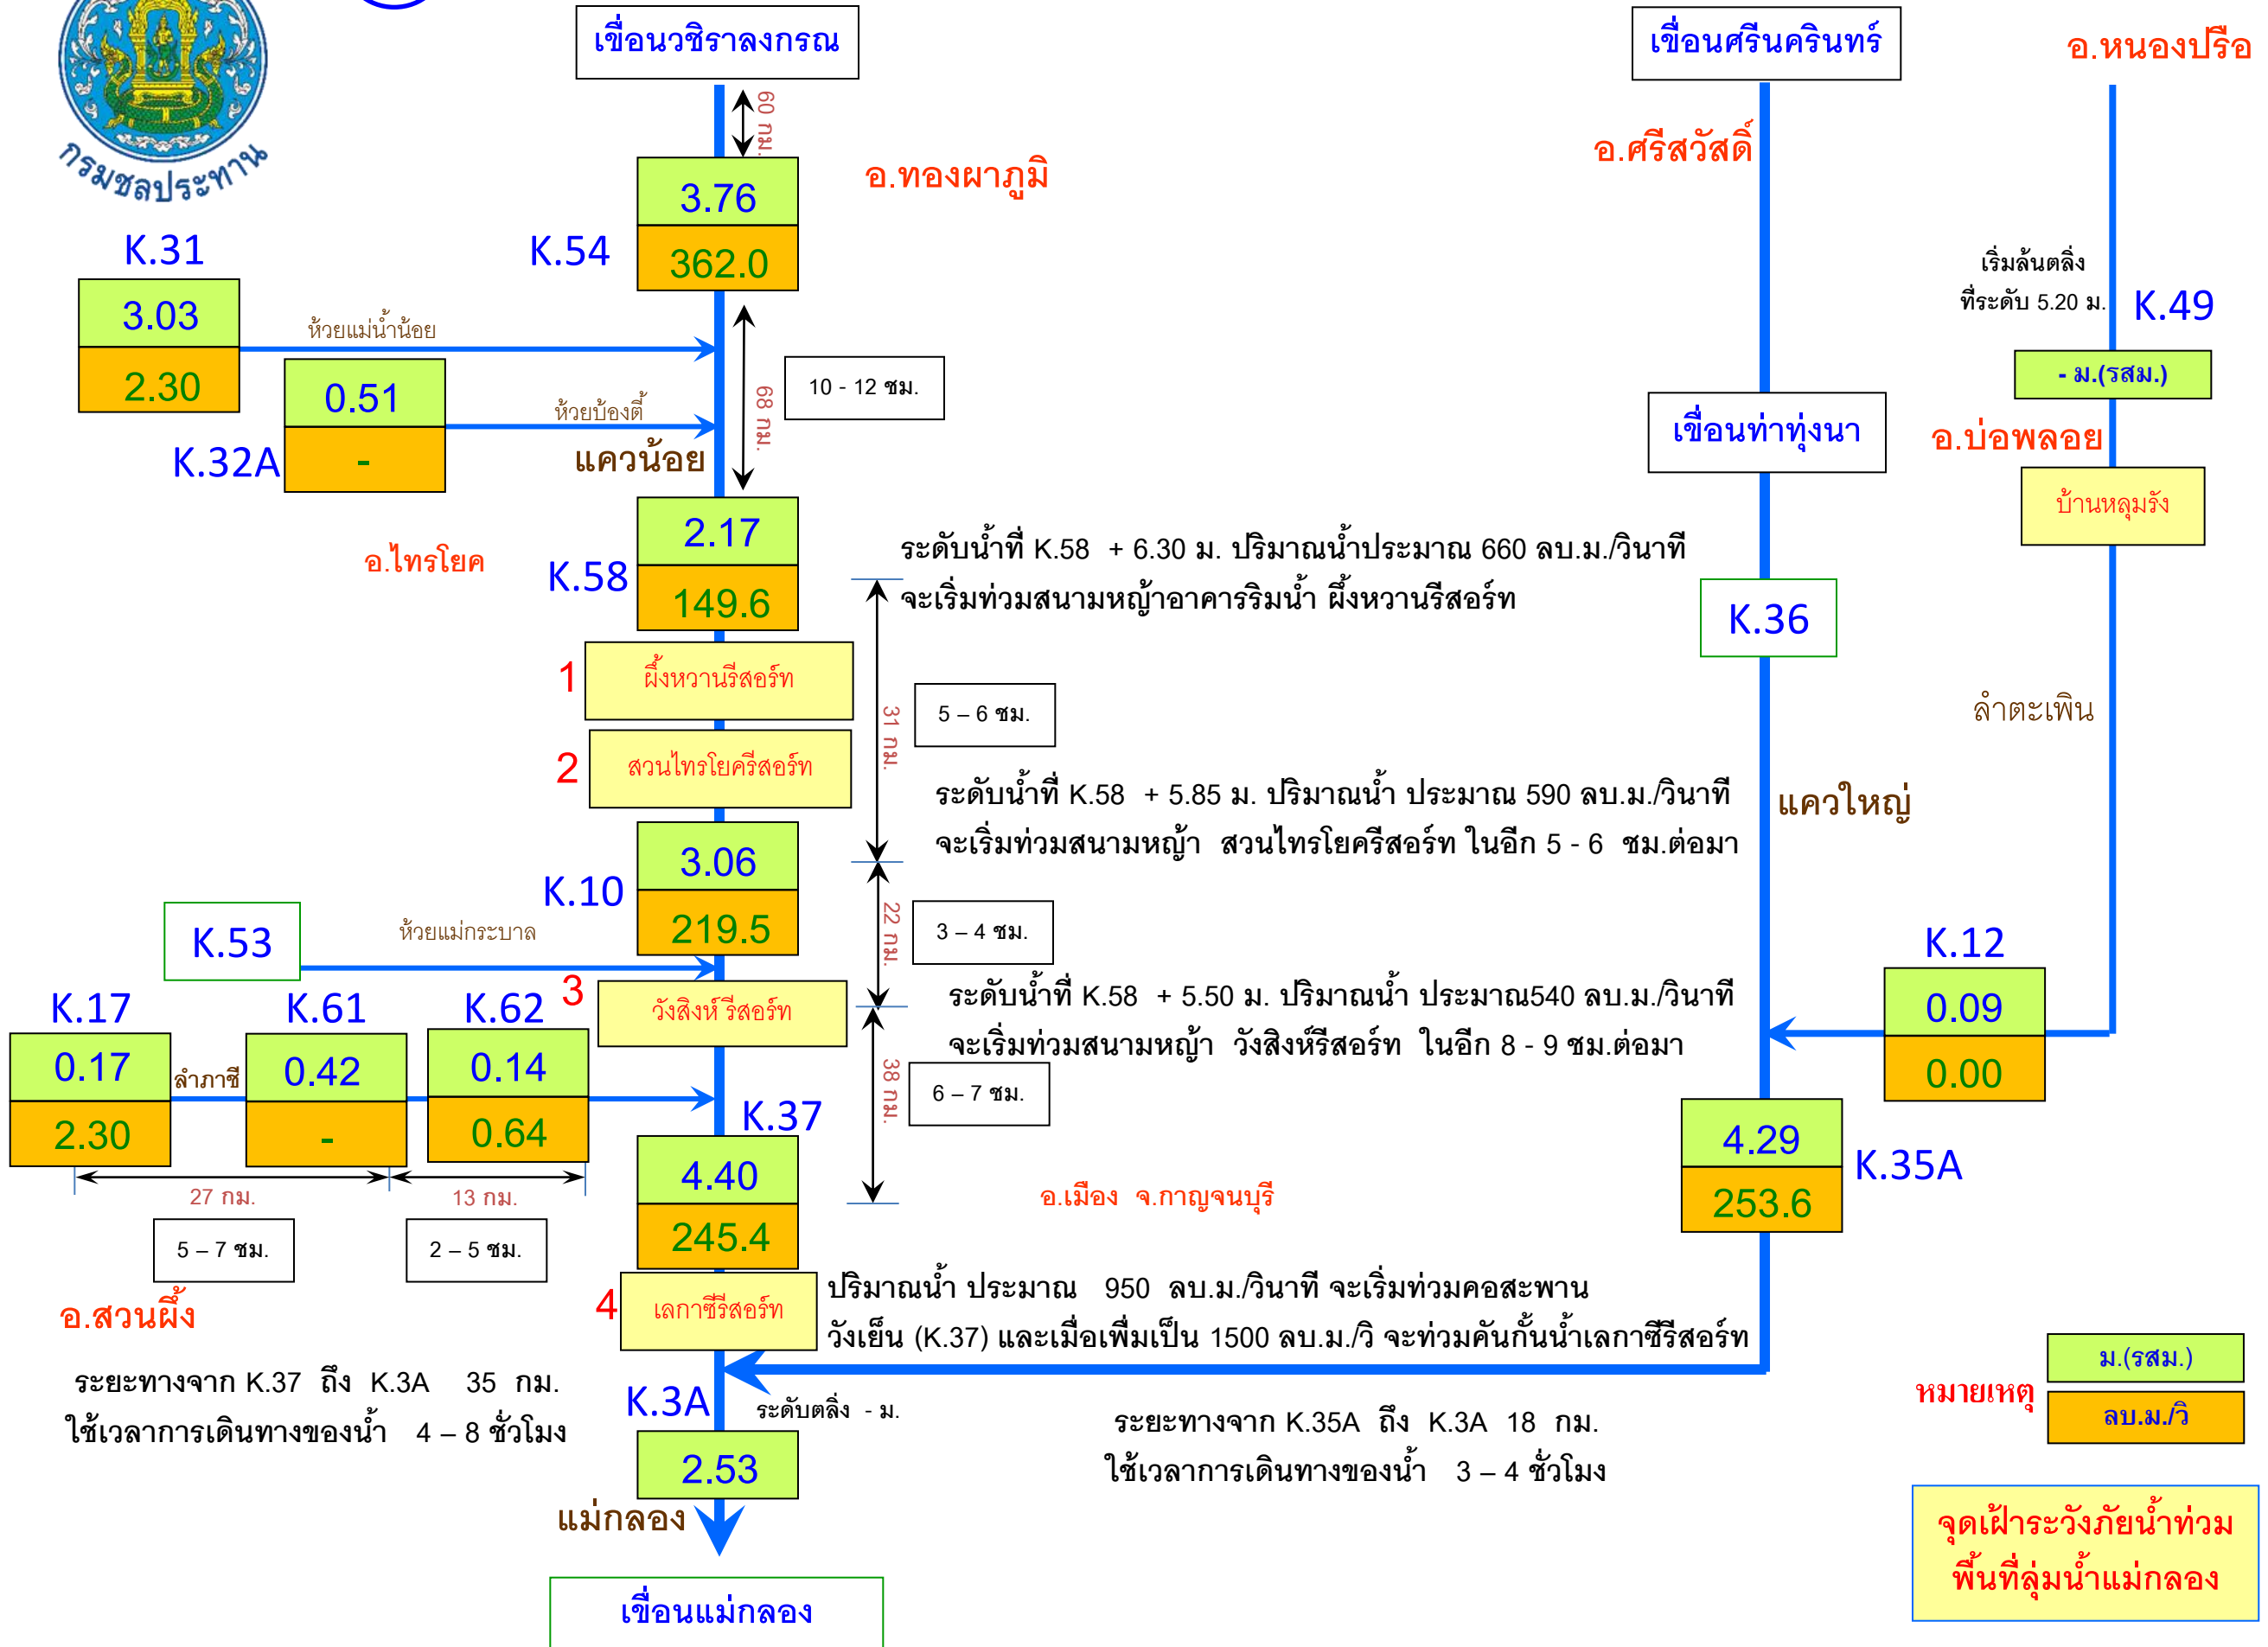 กรมชลประทาน
เขื่อนวชิราลงกรณ
เขื่อนศรีนครินทร์
อ.หนองปรือ
60 กม.
อ.ศรีสวัสดิ์
อ.ทองผาภูมิ
K.54
3.76
362.0
K.31
3.03
2.30
ห้วยแม่น้ำน้อย
เริ่มล้นตลิ่ง
ที่ระดับ 5.20 ม.
K.49
- ม.(รสม.)
K.32A
0.51
-
ห้วยบ้องตี้
68 กม.
10 - 12 ชม.
แควน้อย
เขื่อนท่าทุ่งนา
อ.บ่อพลอย
บ้านหลุมรัง
อ.ไทรโยค
K.58
2.17
149.6
ระดับน้ำที่ K.58 + 6.30 ม. ปริมาณน้ำประมาณ 660 ลบ.ม./วินาที
จะเริ่มท่วมสนามหญ้าอาคารริมน้ำ ผึ้งหวานรีสอร์ท
K.36
1
ผึ้งหวานรีสอร์ท
31 กม.
5 – 6 ชม.
ลำตะเพิน
2
สวนไทรโยครีสอร์ท
ระดับน้ำที่ K.58 + 5.85 ม. ปริมาณน้ำ ประมาณ 590 ลบ.ม./วินาที
จะเริ่มท่วมสนามหญ้า สวนไทรโยครีสอร์ท ในอีก 5 - 6 ชม.ต่อมา
แควใหญ่
K.10
3.06
219.5
22 กม.
3 – 4 ชม.
K.53
ห้วยแม่กระบาล
K.12
0.09
0.00
3
วังสิงห์ รีสอร์ท
ระดับน้ำที่ K.58 + 5.50 ม. ปริมาณน้ำ ประมาณ540 ลบ.ม./วินาที
จะเริ่มท่วมสนามหญ้า วังสิงห์รีสอร์ท ในอีก 8 - 9 ชม.ต่อมา
K.17
0.17
2.30
ลำภาชี
K.61
0.42
-
K.62
0.14
0.64
38 กม.
6 – 7 ชม.
K.37
4.40
245.4
4.29
253.6
K.35A
27 กม.
13 กม.
5 – 7 ชม.
2 – 5 ชม.
อ.เมือง จ.กาญจนบุรี
อ.สวนผึ้ง
4
เลกาซีรีสอร์ท
ปริมาณน้ำ ประมาณ 950 ลบ.ม./วินาที จะเริ่มท่วมคอสะพาน
วังเย็น (K.37) และเมื่อเพิ่มเป็น 1500 ลบ.ม./วิ จะท่วมคันกั้นน้ำเลกาซีรีสอร์ท
ระยะทางจาก K.37 ถึง K.3A 35 กม.
ใช้เวลาการเดินทางของน้ำ 4 – 8 ชั่วโมง
K.3A
ระดับตลิ่ง - ม.
2.53
ระยะทางจาก K.35A ถึง K.3A 18 กม.
ใช้เวลาการเดินทางของน้ำ 3 – 4 ชั่วโมง
หมายเหตุ
ม.(รสม.)
ลบ.ม./วิ
แม่กลอง
เขื่อนแม่กลอง
จุดเฝ้าระวังภัยน้ำท่วม
พื้นที่ลุ่มน้ำแม่กลอง